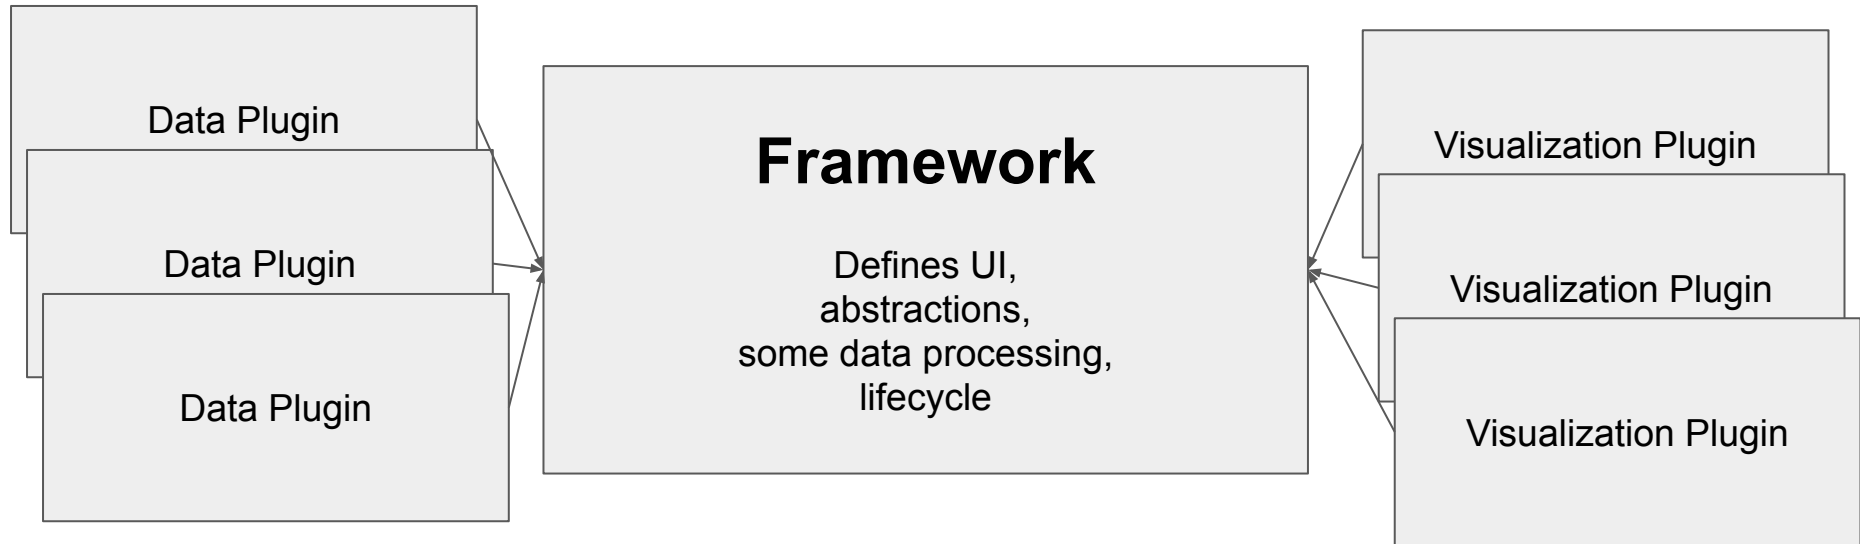 Data Plugin
Data Plugin
Data Plugin
Framework
Defines UI,
abstractions,
some data processing,
lifecycle
Visualization Plugin
Visualization Plugin
Visualization Plugin